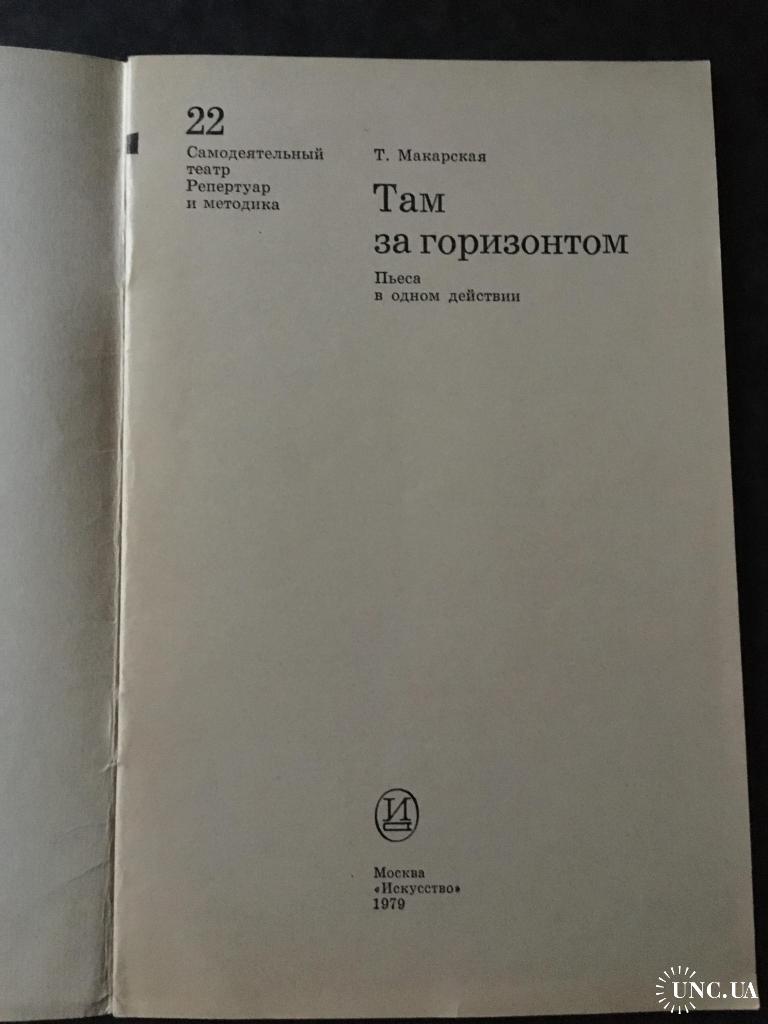 22
Самодеятельный
театр
Репертуар
и методика
Т. Макарская
Там
за горизонтом
Пьеса
в одном действии
И
Москва
«Искусство»
1979
UNC.UA